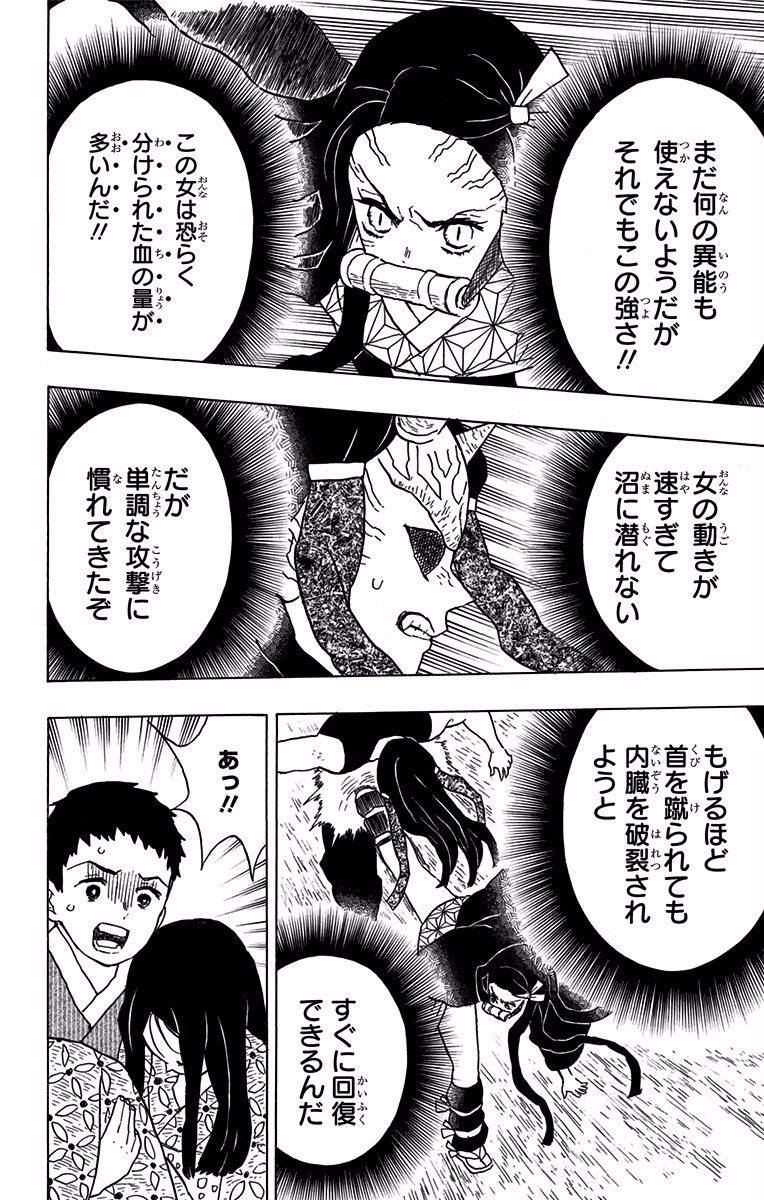 まだ何の異能も
使えないようだが
それでもこの強さ!!
この女は恐らく
分けられた血の量が
多いんだ!!
女の動きが
速すぎて
沼に潜れない
だが
単調な攻撃に
慣れてきたぞ
もげるほど
首を蹴られても
内臓を破裂され
ようと
すぐに回復
できるんだ
あっ!!